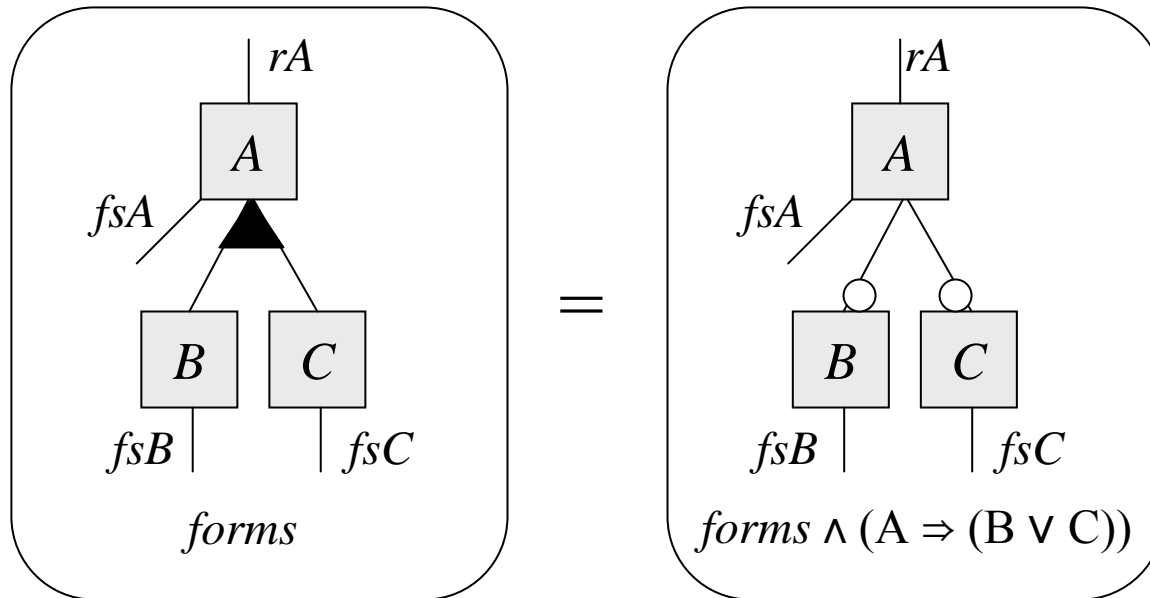 rA
A
fsA
B
C
fsB
fsC
forms
=
rA
A
fsA
B
C
fsB
fsC
forms ∧ (A ⇒ (B ∨ C))